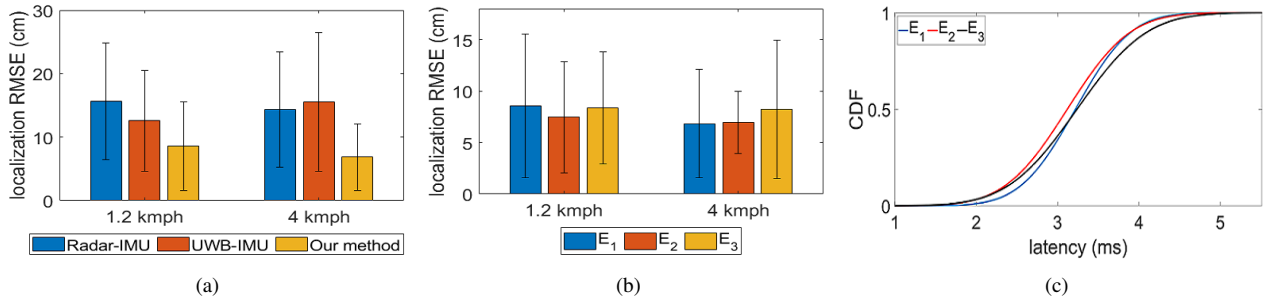 localization RMSE (cm)
30
20
10
0
1.2 kmph
4 kmph
Radar-IMU UWB-IMU Our method
(a)
localization RMSE (cm)
15
10
5
0
1.2 kmph
4 kmph
E1 E2 E3
(b)
CDF
1
0.5
0
E1 E2 E3
1 2 3 4 5
latency (ms)
(c)